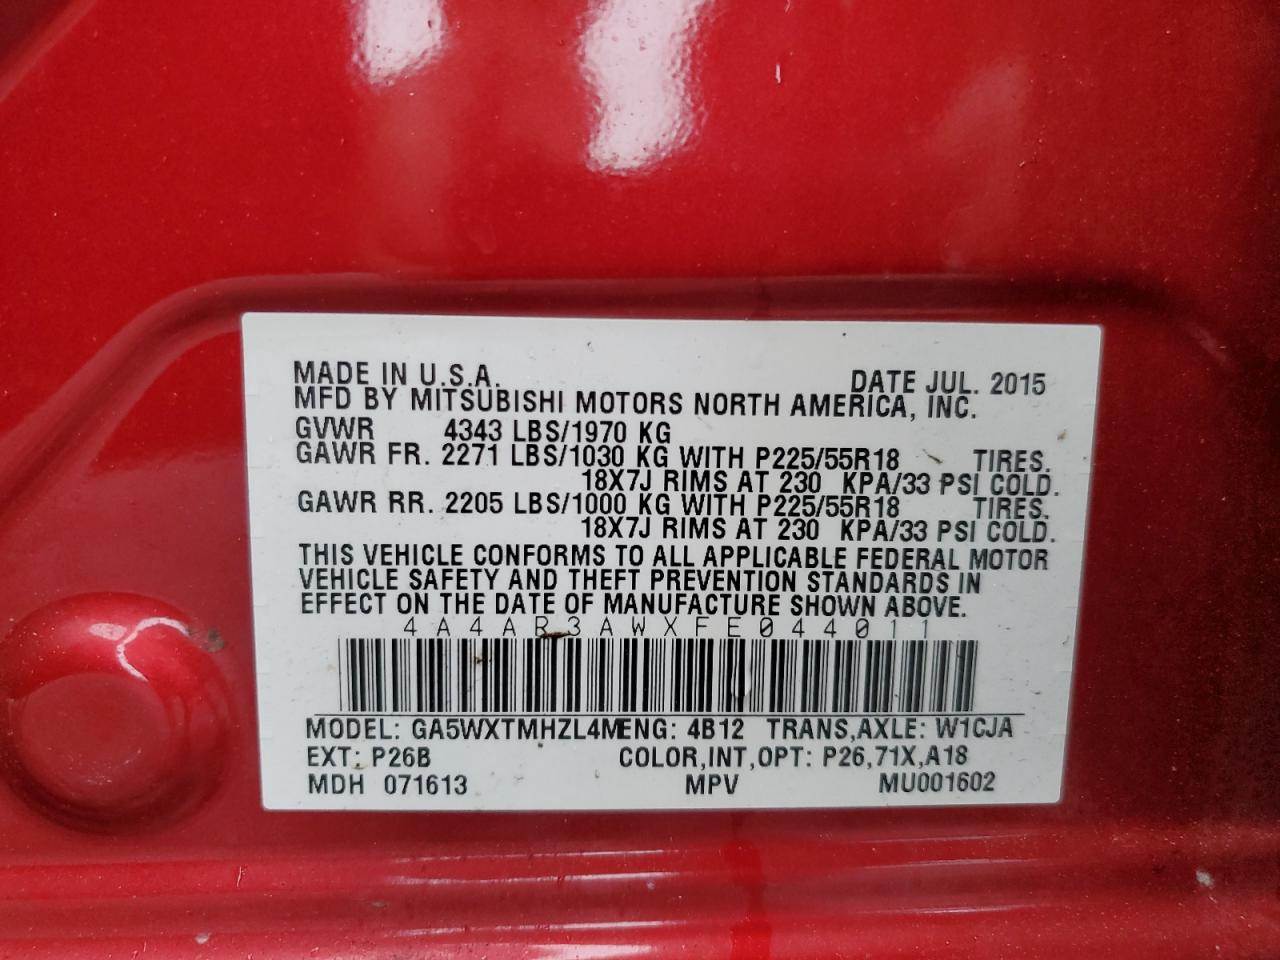 MADE IN U.S.A. DATE JUL. 2015
MFD BY MITSUBISHI MOTORS NORTH AMERICA, INC.
GVWR 4343 LBS/1970 KG
GAWR FR. 2271 LBS/1030 KG WITH P225/55R18 TIRES.
18X7J RIMS AT 230 KPA/33 PSI COLD.
GAWR RR. 2205 LBS/1000 KG WITH P225/55R18 TIRES.
18X7J RIMS AT 230 KPA/33 PSI COLD.
THIS VEHICLE CONFORMS TO ALL APPLICABLE FEDERAL MOTOR
VEHICLE SAFETY AND THEFT PREVENTION STANDARDS IN
EFFECT ON THE DATE OF MANUFACTURE SHOWN ABOVE.
4A4AR3AWXFE044011
MODEL: GA5WXTMHZL4MENG: 4B12 TRANS,AXLE: W1CJA
EXT: P26B COLOR,INT,OPT: P26,71X,A18
MDH 071613 MPV MU001602